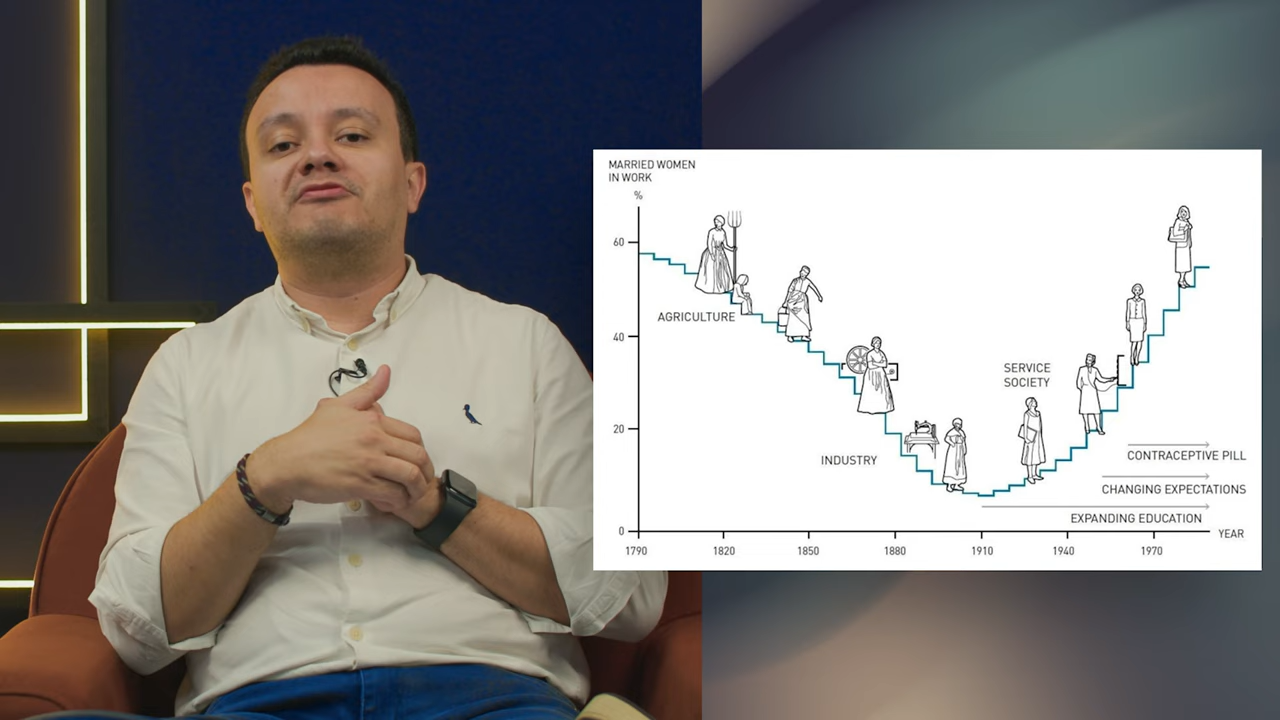 MARRIED WOMEN
IN WORK
%
60
40
20
0
AGRICULTURE
INDUSTRY
SERVICE
SOCIETY
CONTRACEPTIVE PILL
CHANGING EXPECTATIONS
EXPANDING EDUCATION
YEAR
1790 1820 1850 1880 1910 1940 1970